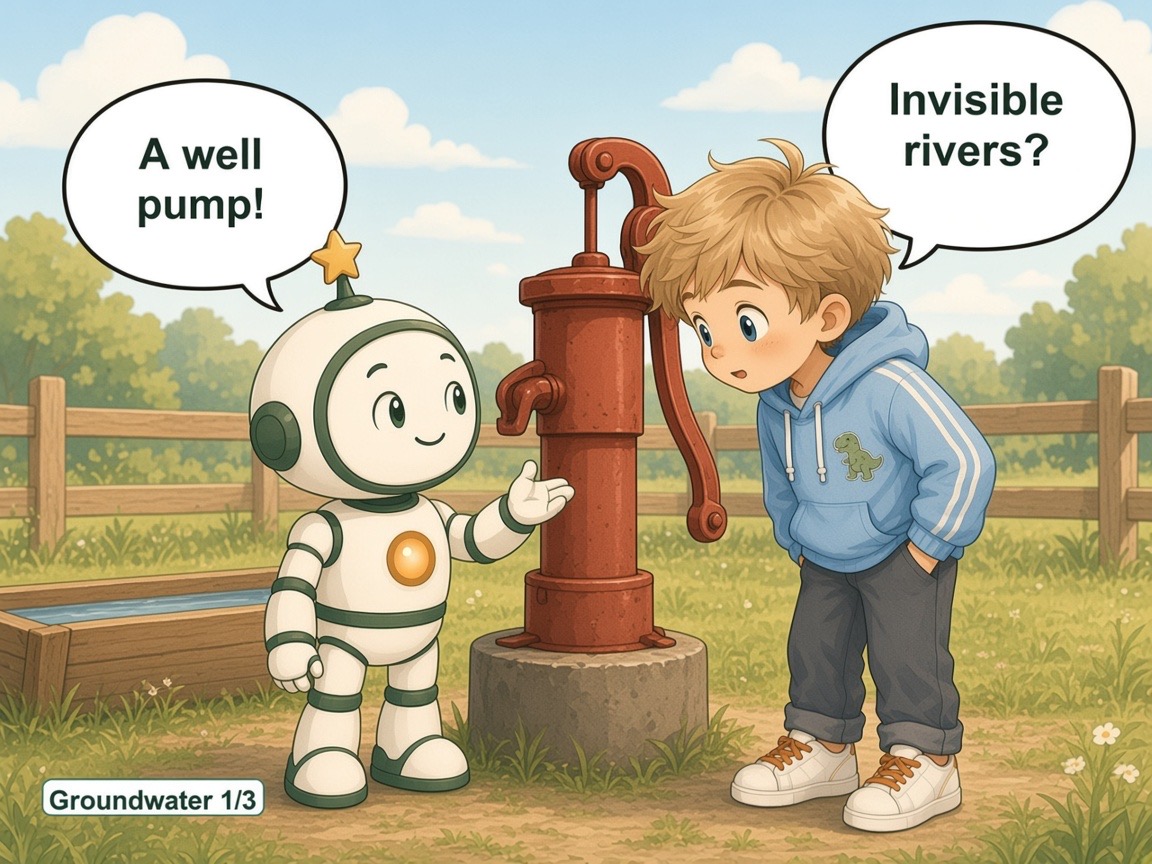 A well
pump!
Invisible
rivers?
Groundwater 1/3